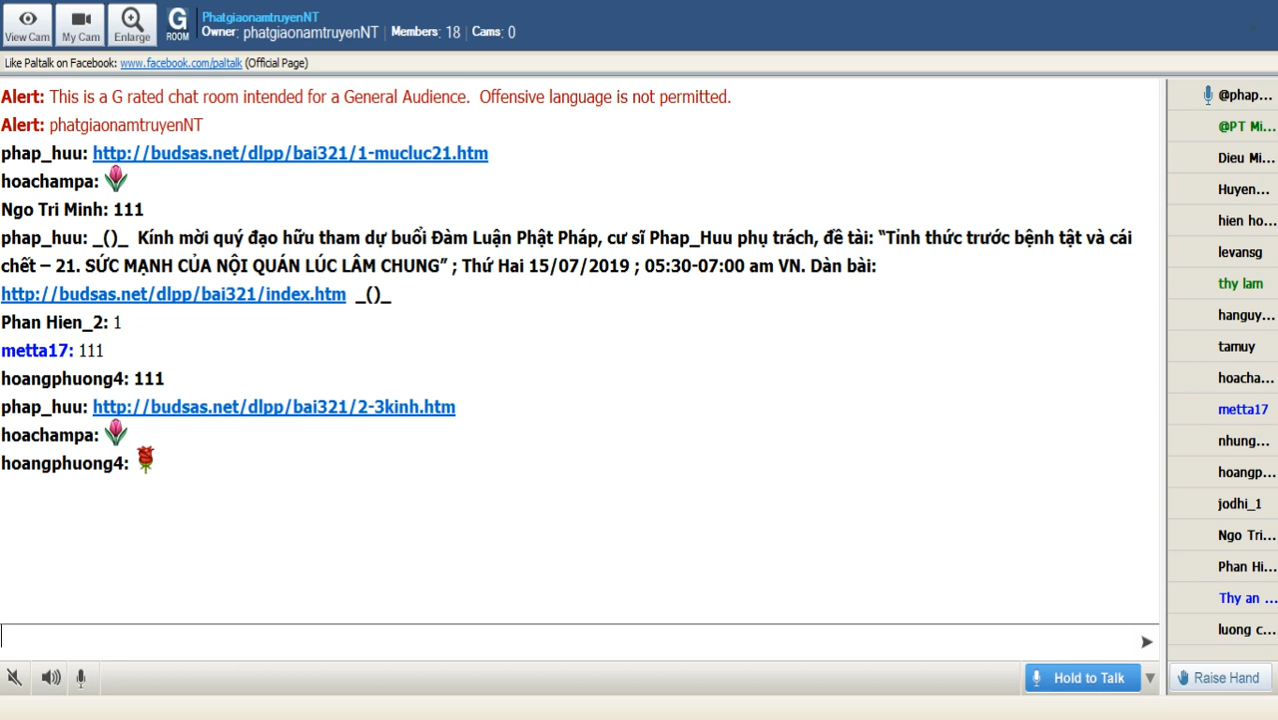 PhatgiaonamtruyenNT
Owner: phatgiaonamtruyenNT | Members: 18 | Cams: 0
View Cam
My Cam
Enlarge
G
ROOM
Like Paltalk on Facebook: www.facebook.com/paltalk (Official Page)
Alert: This is a G rated chat room intended for a General Audience. Offensive language is not permitted.
Alert: phatgiaonamtruyenNT
phap_huu: http://budsas.net/dlpp/bai321/1-mucluc21.htm
hoachampa:
Ngo Tri Minh: 111
phap_huu: _()_ Kính mời quý đạo hữu tham dự buổi Đàm Luận Phật Pháp, cư sĩ Phap_Huu phụ trách, đề tài: “Tỉnh thức trước bệnh tật và cái
chết – 21. SỨC MẠNH CỦA NỘI QUÁN LÚC LÂM CHUNG” ; Thứ Hai 15/07/2019 ; 05:30-07:00 am VN. Dàn bài:
http://budsas.net/dlpp/bai321/index.htm _()_
Phan Hien_2: 1
metta17: 111
hoangphuong4: 111
phap_huu: http://budsas.net/dlpp/bai321/2-3kinh.htm
hoachampa:
hoangphuong4:
@phap...
@PT Mi...
Dieu Mi...
Huyen...
hien ho...
levansg
thy lam
hanguy...
tamuy
hoacha...
metta17
nhung...
hoangp...
jodhi_1
Ngo Tri...
Phan Hi...
Thy an ...
luong c...
Hold to Talk
Raise Hand